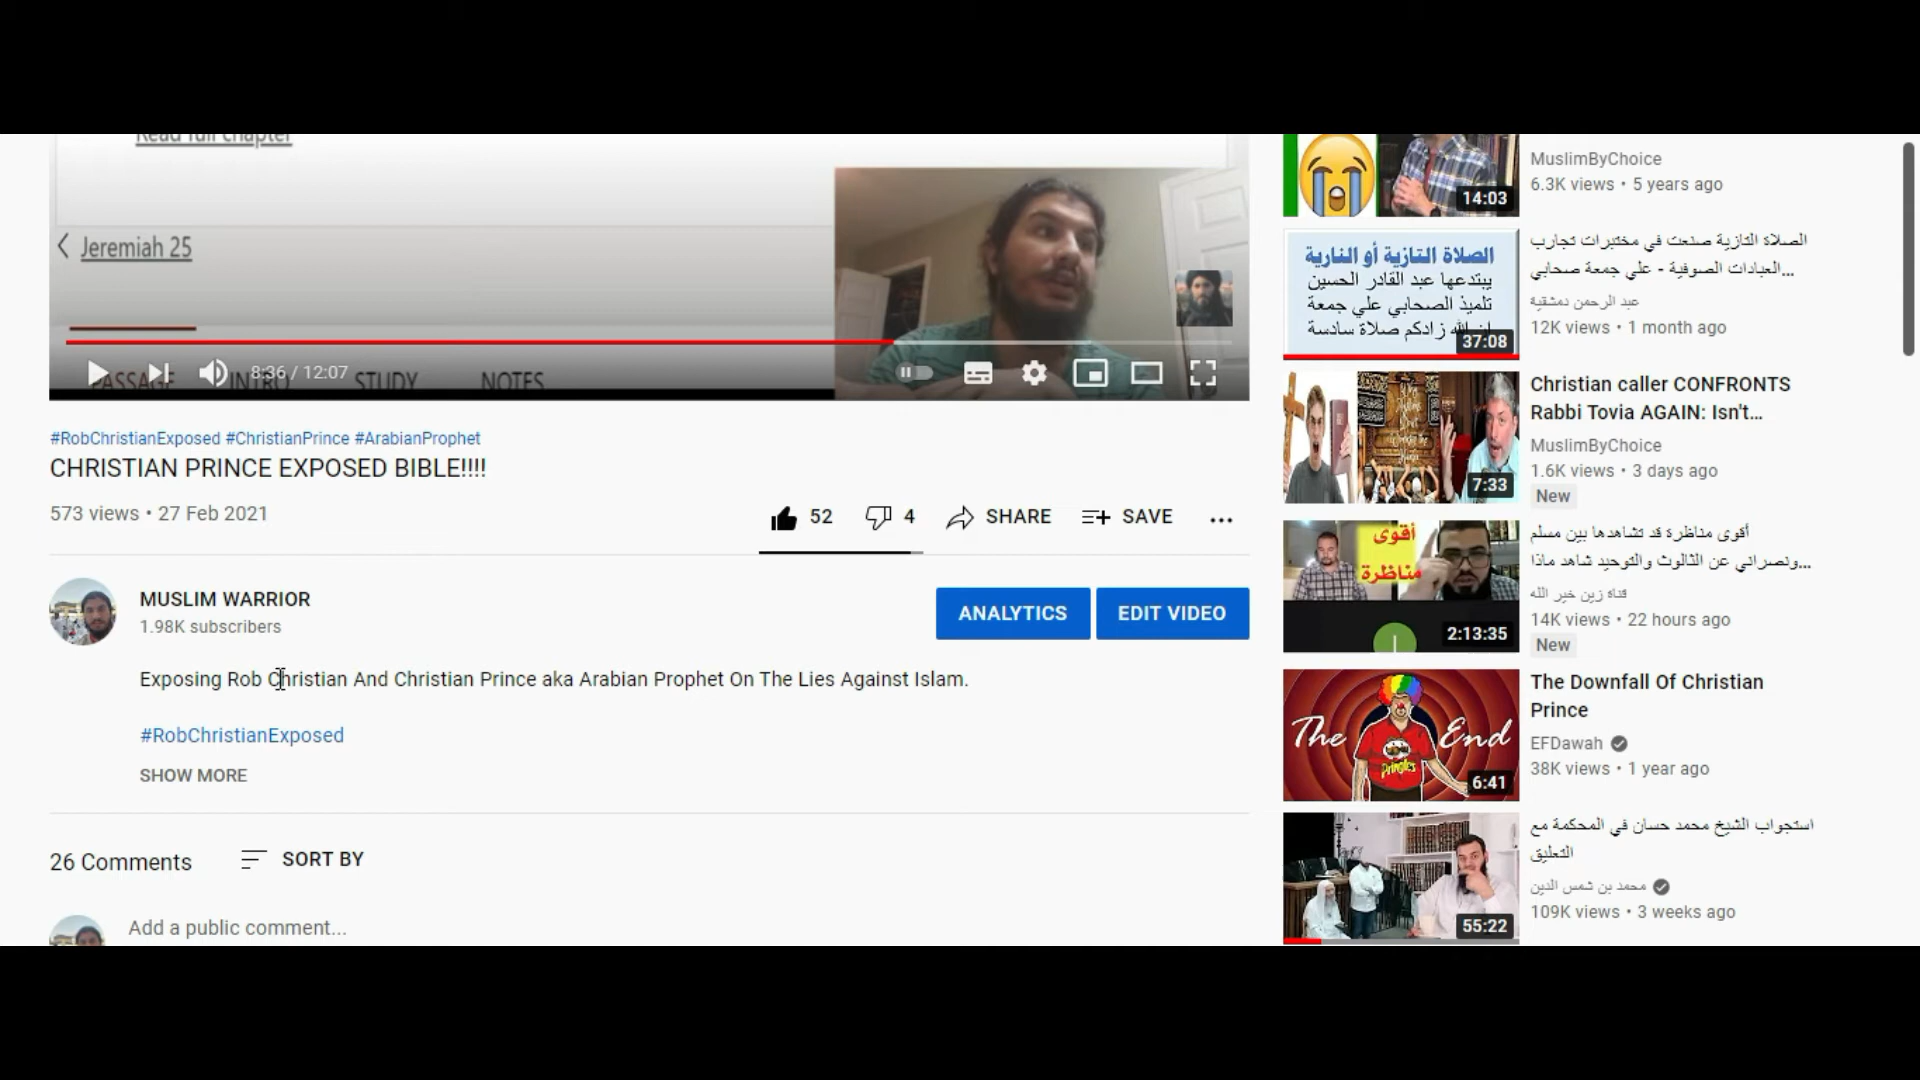 Read full chapter
Jeremiah 25
8:36 / 12:07
PASSAGE INTRO STUDY NOTES
#RobChristianExposed #ChristianPrince #ArabianProphet
CHRISTIAN PRINCE EXPOSED BIBLE!!!!
573 views • 27 Feb 2021
52
4
SHARE
SAVE
MUSLIM WARRIOR
1.98K subscribers
ANALYTICS
EDIT VIDEO
Exposing Rob Christian And Christian Prince aka Arabian Prophet On The Lies Against Islam.
#RobChristianExposed
SHOW MORE
26 Comments
SORT BY
Add a public comment...
14:03
MuslimByChoice
6.3K views • 5 years ago
الصلاة التازية أو النارية
يبتدعها عبد القادر الحسين
تلميذ الصحابي علي جمعة
زادكم صلاة سادسة
37:08
الصلاة التازية صنعت في مختبرات تجارب
العبادات الصوفية - علي جمعة صحابي...
عبد الرحمن دمشقية
12K views • 1 month ago
7:33
Christian caller CONFRONTS
Rabbi Tovia AGAIN: Isn't...
MuslimByChoice
1.6K views • 3 days ago
New
أقوى
مناظرة
2:13:35
أقوى مناظرة قد تشاهدها بين مسلم
ونصراني عن الثالوث والتوحيد شاهد ماذا...
قناة زين خير الله
14K views • 22 hours ago
New
The End
Pringles
6:41
The Downfall Of Christian
Prince
EFDawah
38K views • 1 year ago
55:22
استجواب الشيخ محمد حسان في المحكمة مع
التعليق
محمد بن شمس الدين
109K views • 3 weeks ago